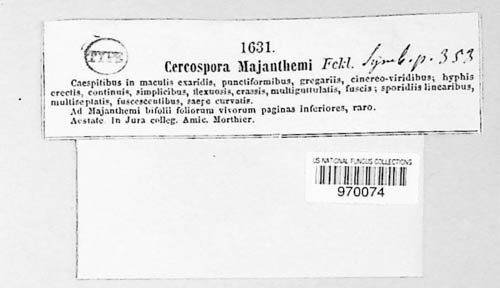 TYPE
1631.
Cercospora Majanthemi Fckl. Symb. p. 353
Caespitibus in maculis exaridis, punctiformibus, gregariis, cinereo-viridibus; hyphis
erectis, continuis, simplicibus, flexuosis, crassis, multiguttulatis, fuscis; sporidiis linearibus,
multiseptatis, fuscescentibus, saepe curvatis.
Ad Majanthemi bifolii foliorum vivorum paginas inferiores, raro.
Aestate. In Jura colleg. Amic. Morthier.
US NATIONAL FUNGUS COLLECTIONS
970074